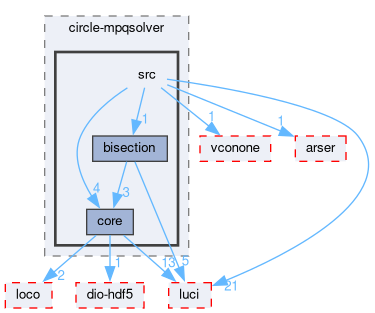 circle-mpqsolver
src
1
1
1
bisection
vconone
arser
4
3
core
2
1
13
5
21
loco
dio-hdf5
luci